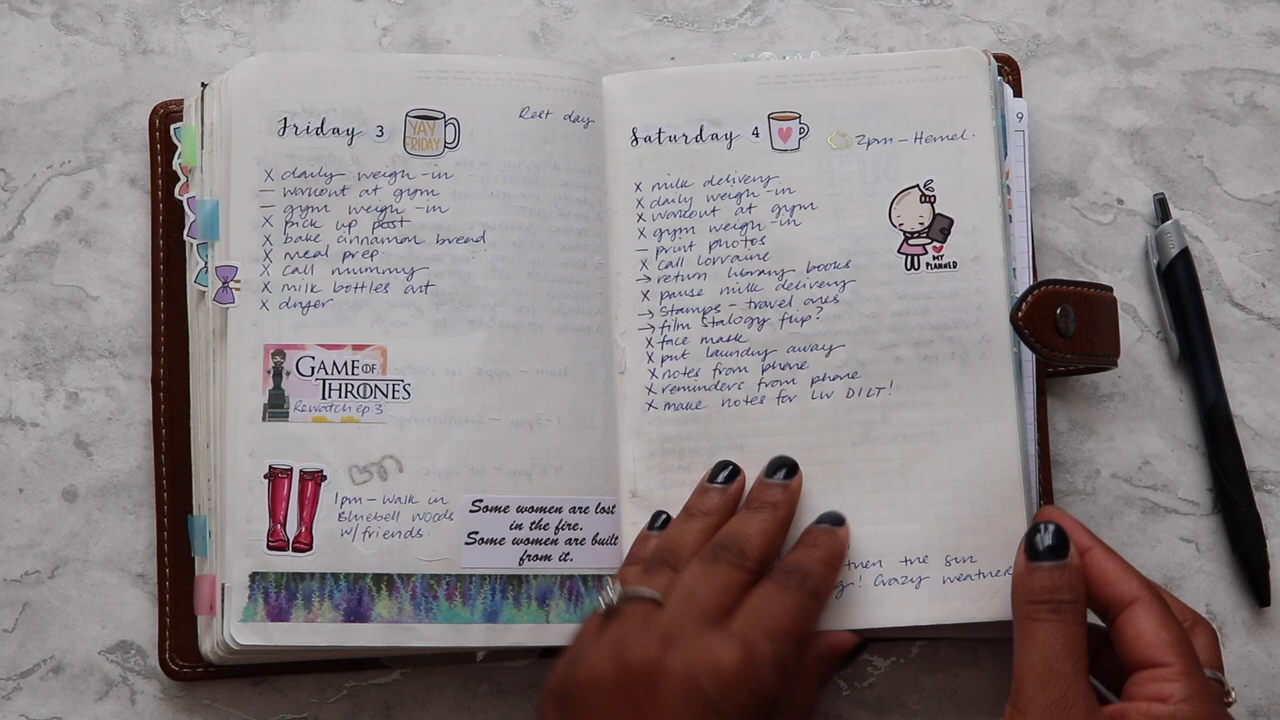 Friday 3
YAY
FRIDAY
Rest day
X daily weigh-in
— workout at gym
— gym weigh-in
X pick up post
X bake cinnamon bread
X meal prep
X call mummy
X milk bottles out
X dryer
GAME OF
THRONES
Rewatch ep. 3
1pm - walk in
Bluebell woods
w/ friends.
Some women are lost
in the fire.
Some women are built
from it.
Saturday 4
2pm - Hemel.
X milk delivery
X daily weigh-in
X workout at gym
X gym weigh-in
— print photos
X call Lorraine
→ return library books
X pause milk delivery
→ stamps - travel ones
→ film Stalogy flip?
X face mask
X put laundry away
X notes from phone
X reminders from phone
X make notes for LW DILT!
MY
PLANNER
then the sun
! Crazy weather
9